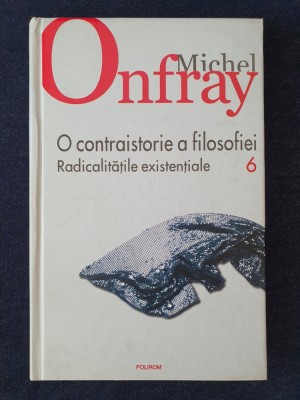 Michel
Onfray
O contraistorie a filosofiei
Radicalitățile existențiale 6
POLIROM